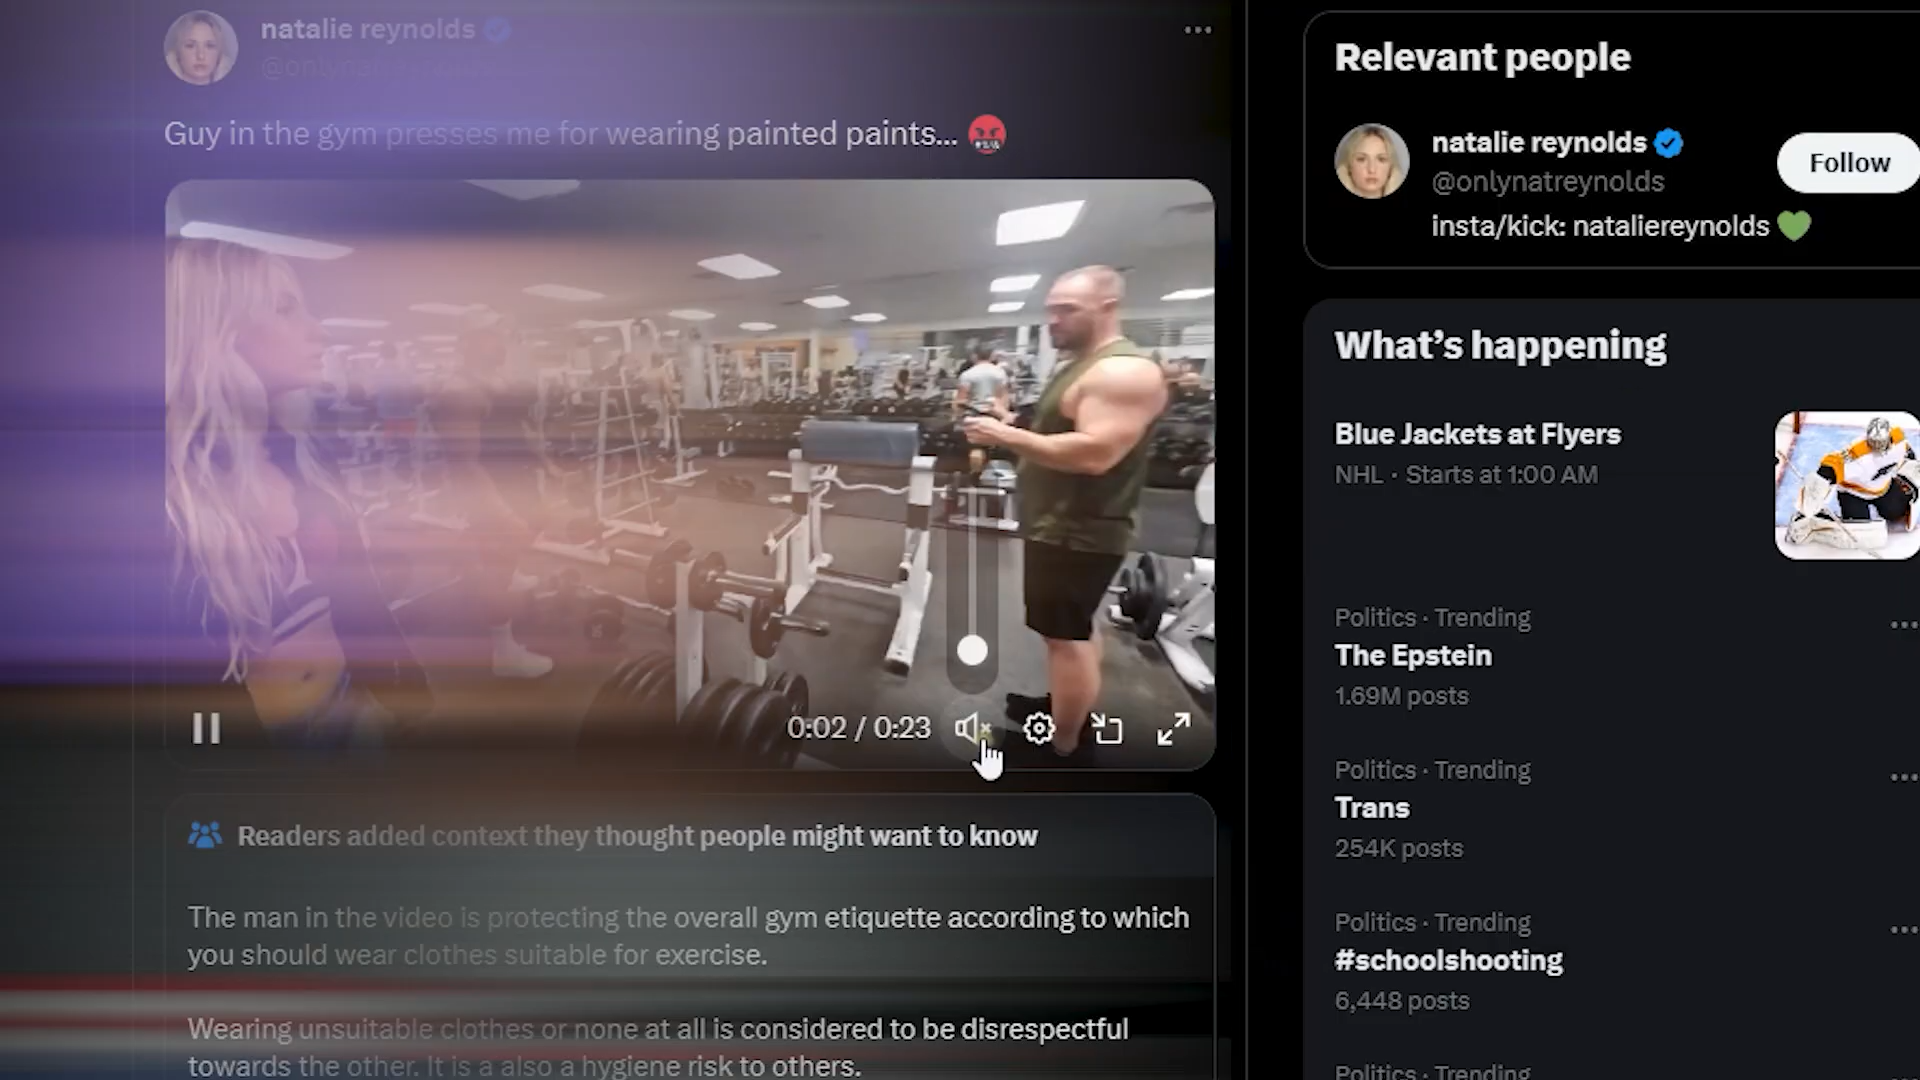 natalie reynolds
Guy in the gym presses me for wearing painted paints...
0:02 / 0:23
Readers added context they thought people might want to know
The man in the video is protecting the overall gym etiquette according to which
you should wear clothes suitable for exercise.
Wearing unsuitable clothes or none at all is considered to be disrespectful
towards the other. It is a also a hygiene risk to others.
Relevant people
natalie reynolds
@onlynatreynolds
Follow
insta/kick: nataliereynolds
What's happening
Blue Jackets at Flyers
NHL · Starts at 1:00 AM
Politics · Trending
The Epstein
1.69M posts
Politics · Trending
Trans
254K posts
Politics · Trending
#schoolshooting
6,448 posts
Politics · Trending